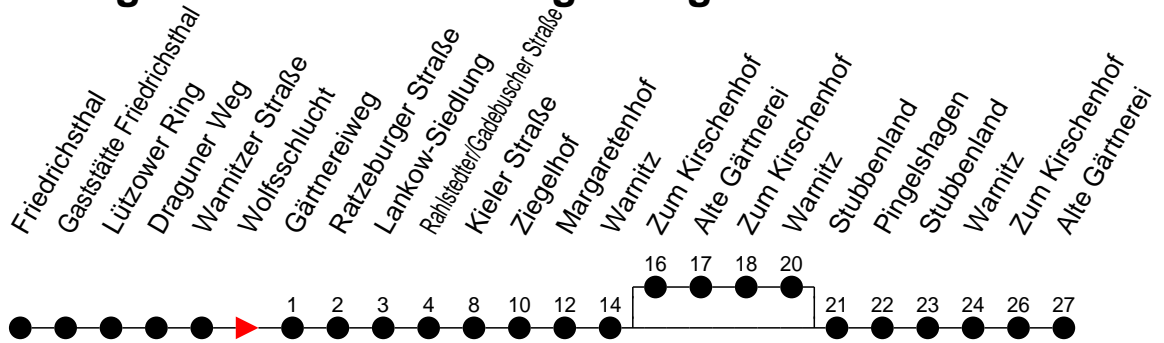 Friedrichsthal
Gaststätte Friedrichsthal
Lützower Ring
Draguner Weg
Warnitzer Straße
Wolfsschlucht
Gärtnereiweg
Ratzeburger Straße
Lankow-Siedlung
Rahlstedter/Gadebuscher Straße
Kieler Straße
Ziegelhof
Margaretenhof
Warnitz
Zum Kirschenhof
Alte Gärtnerei
Zum Kirschenhof
Warnitz
Stubbenland
Pingelshagen
Stubbenland
Warnitz
Zum Kirschenhof
Alte Gärtnerei
16 17 18 20
1 2 3 4 8 10 12 14 21 22 23 24 26 27